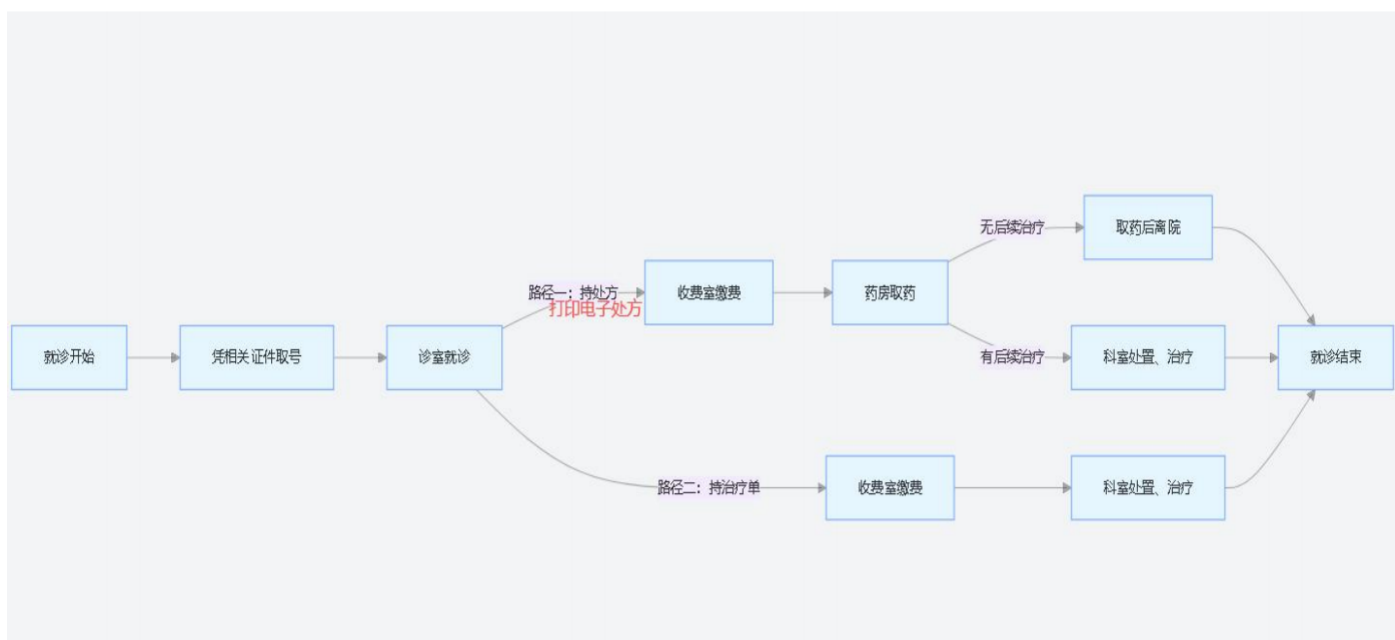 就诊开始
凭相关证件取号
诊室就诊
路径一：持处方
打印电子处方
收费室缴费
药房取药
无后续治疗
取药后离院
有后续治疗
科室处置、治疗
就诊结束
路径二：持治疗单
收费室缴费
科室处置、治疗